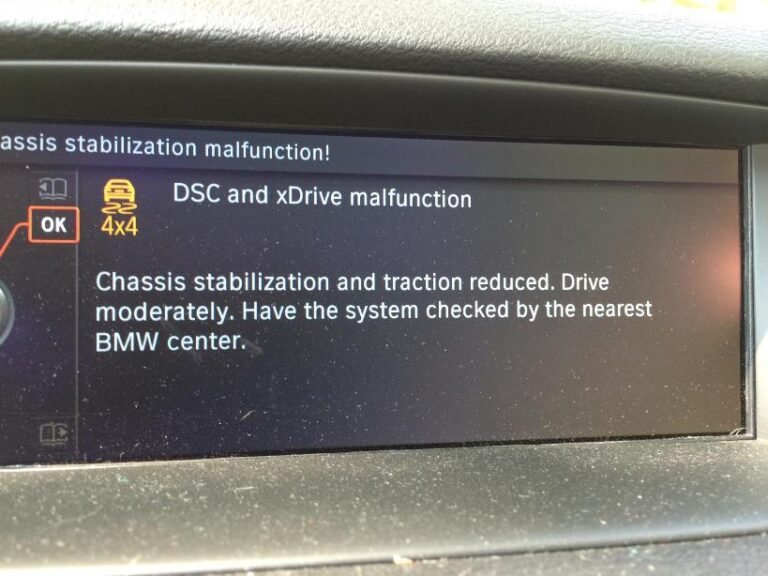 assis stabilization malfunction!
DSC and xDrive malfunction
OK
4x4
Chassis stabilization and traction reduced. Drive
moderately. Have the system checked by the nearest
BMW center.